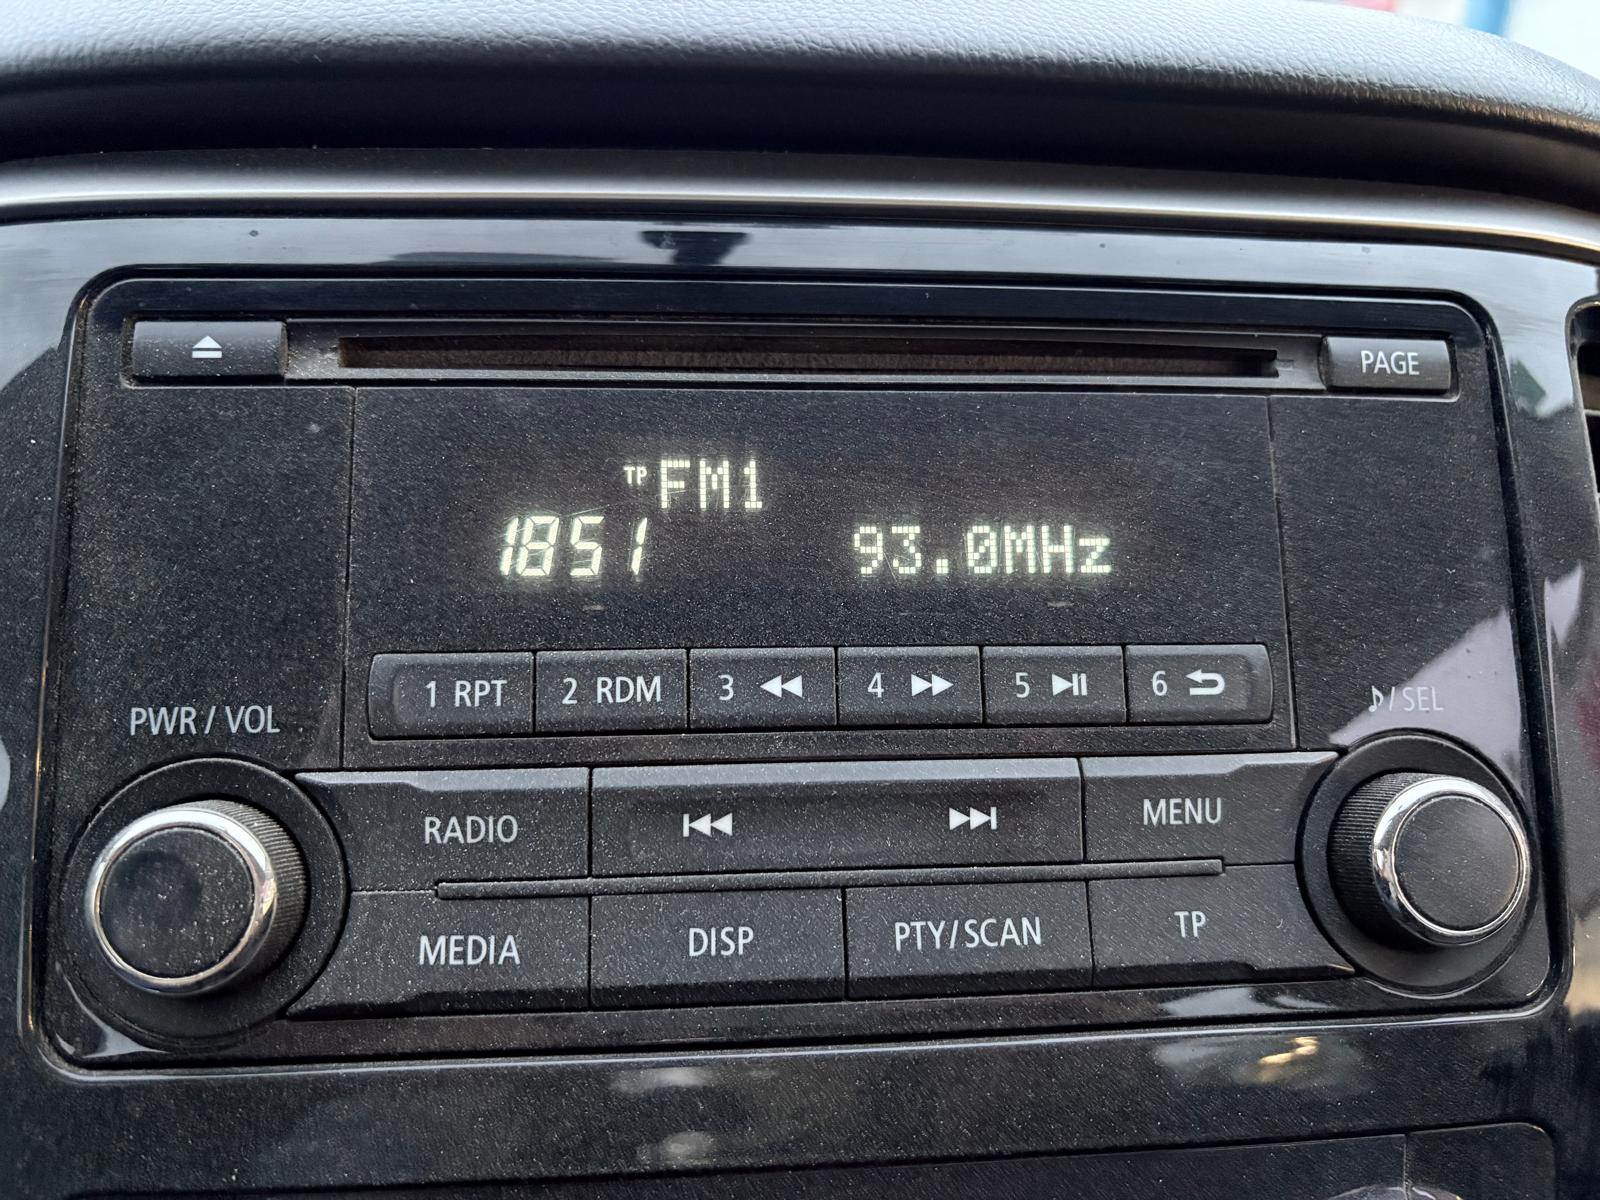 PAGE
TP FM1
1851 93.0MHz
1 RPT 2 RDM 3 4 5 6
PWR / VOL
♪/ SEL
RADIO
MENU
MEDIA DISP PTY/SCAN TP